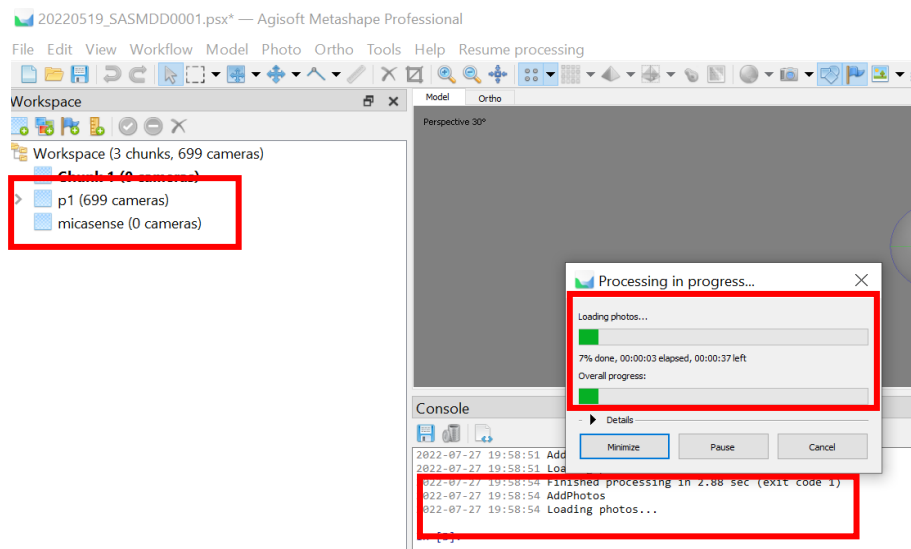 20220519_SASMDD0001.psx* — Agisoft Metashape Professional
File Edit View Workflow Model Photo Ortho Tools Help Resume processing
Workspace
Model Ortho
Perspective 30°
Workspace (3 chunks, 699 cameras)
Chunk 1 (0 cameras)
p1 (699 cameras)
micasense (0 cameras)
Processing in progress...
Loading photos...
7% done, 00:00:03 elapsed, 00:00:37 left
Overall progress:
Details
Minimize Pause Cancel
Console
2022-07-27 19:58:51 Add
2022-07-27 19:58:51 Loa
2022-07-27 19:58:54 Finished processing in 2.88 sec (exit code 1)
2022-07-27 19:58:54 AddPhotos
2022-07-27 19:58:54 Loading photos...